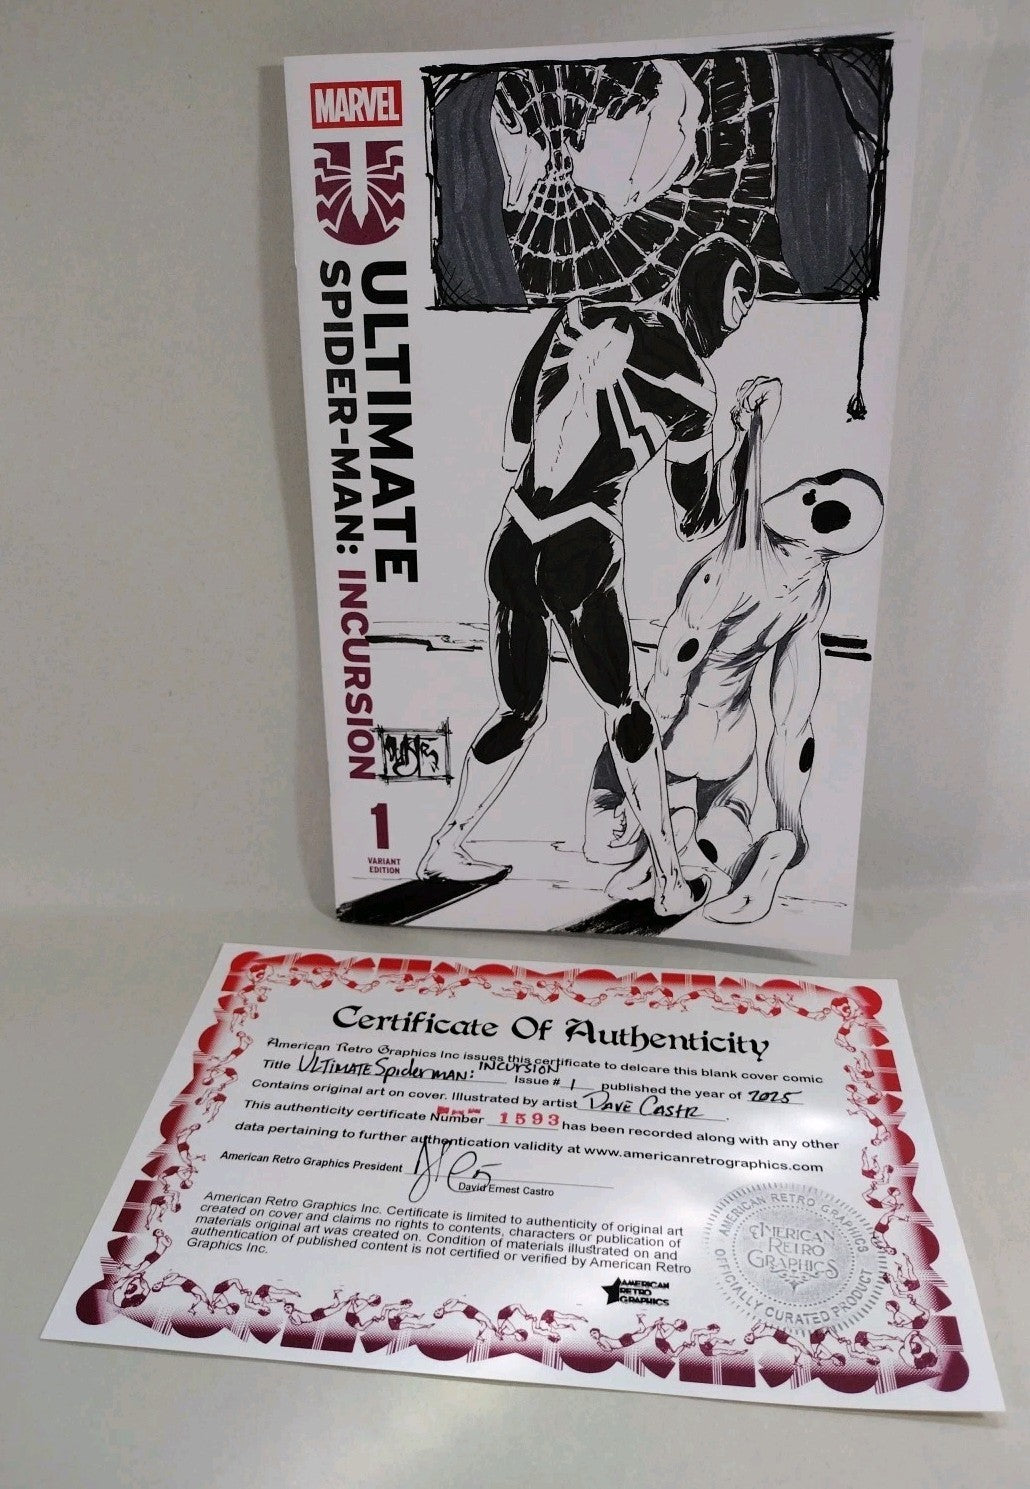 MARVEL
ULTIMATE
SPIDER-MAN: INCURSION
1
VARIANT
EDITION
Certificate Of Authenticity
American Retro Graphics Inc issues this certificate to delcare this blank cover comic
Title ULTIMATE Spiderman: INCURSION Issue # 1 published the year of 2025
Contains original art on cover. Illustrated by artist DAVE CASTR.
This authenticity certificate Number 1593 has been recorded along with any other
data pertaining to further authentication validity at www.americanretrographics.com
American Retro Graphics President
David Ernest Castro
American Retro Graphics Inc. Certificate is limited to authenticity of original art
created on cover and claims no rights to contents, characters or publication of
materials original art was created on. Condition of materials illustrated on and
authentication of published content is not certified or verified by American Retro
Graphics Inc.
AMERICAN
RETRO
GRAPHICS
AMERICAN RETRO GRAPHICS
AMERICAN
RETRO
GRAPHICS
OFFICIALLY CURATED PRODUCT